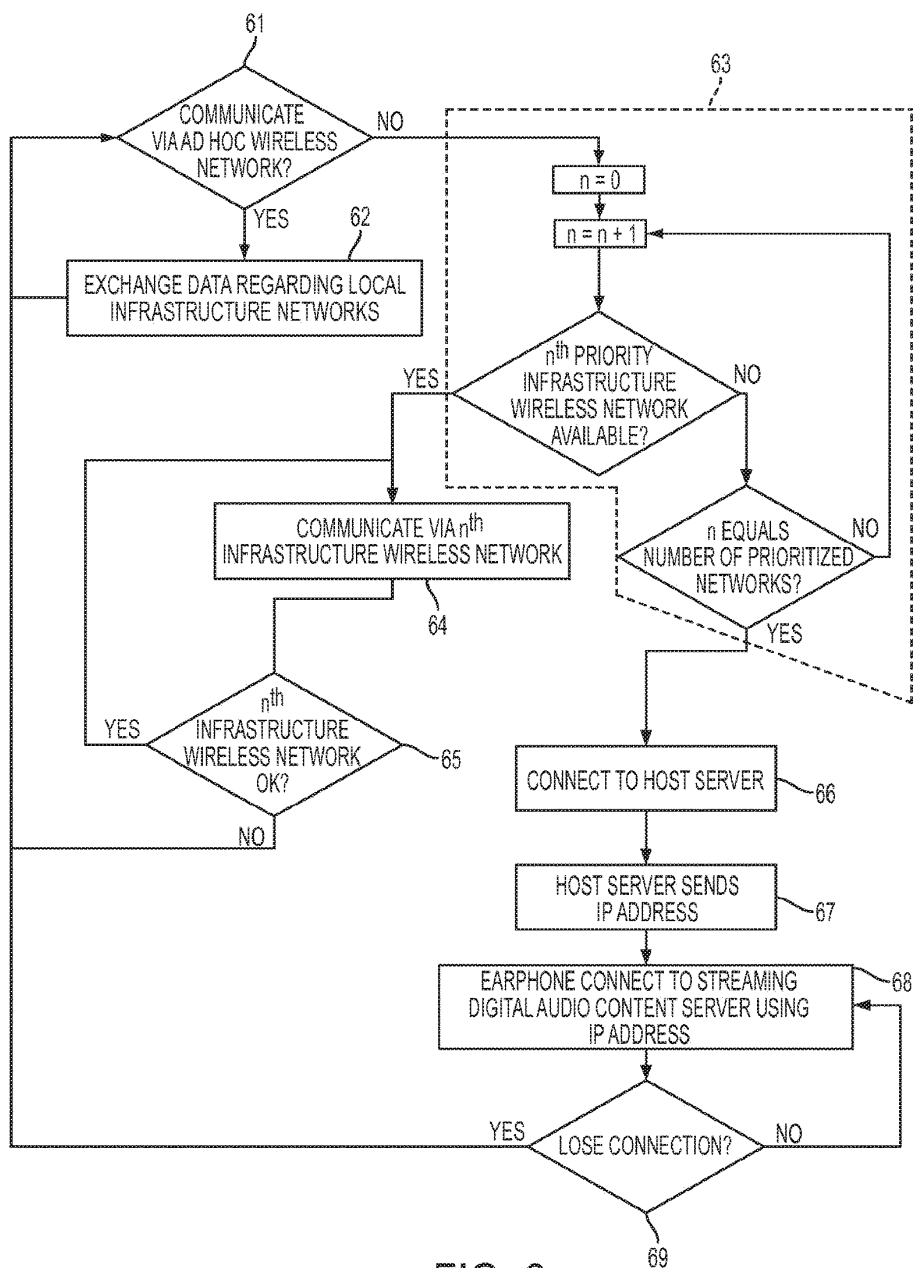 61
COMMUNICATE
VIA AD HOC WIRELESS
NETWORK?
NO
YES
62
EXCHANGE DATA REGARDING LOCAL
INFRASTRUCTURE NETWORKS
63
n = 0
n = n + 1
nth PRIORITY
INFRASTRUCTURE
WIRELESS NETWORK
AVAILABLE?
YES
NO
n EQUALS
NUMBER OF PRIORITIZED
NETWORKS?
NO
YES
COMMUNICATE VIA nth
INFRASTRUCTURE WIRELESS NETWORK
64
nth
INFRASTRUCTURE
WIRELESS NETWORK
OK?
YES
65
NO
CONNECT TO HOST SERVER
66
HOST SERVER SENDS
IP ADDRESS
67
EARPHONE CONNECT TO STREAMING
DIGITAL AUDIO CONTENT SERVER USING
IP ADDRESS
68
LOSE CONNECTION?
YES
NO
69
FIG.